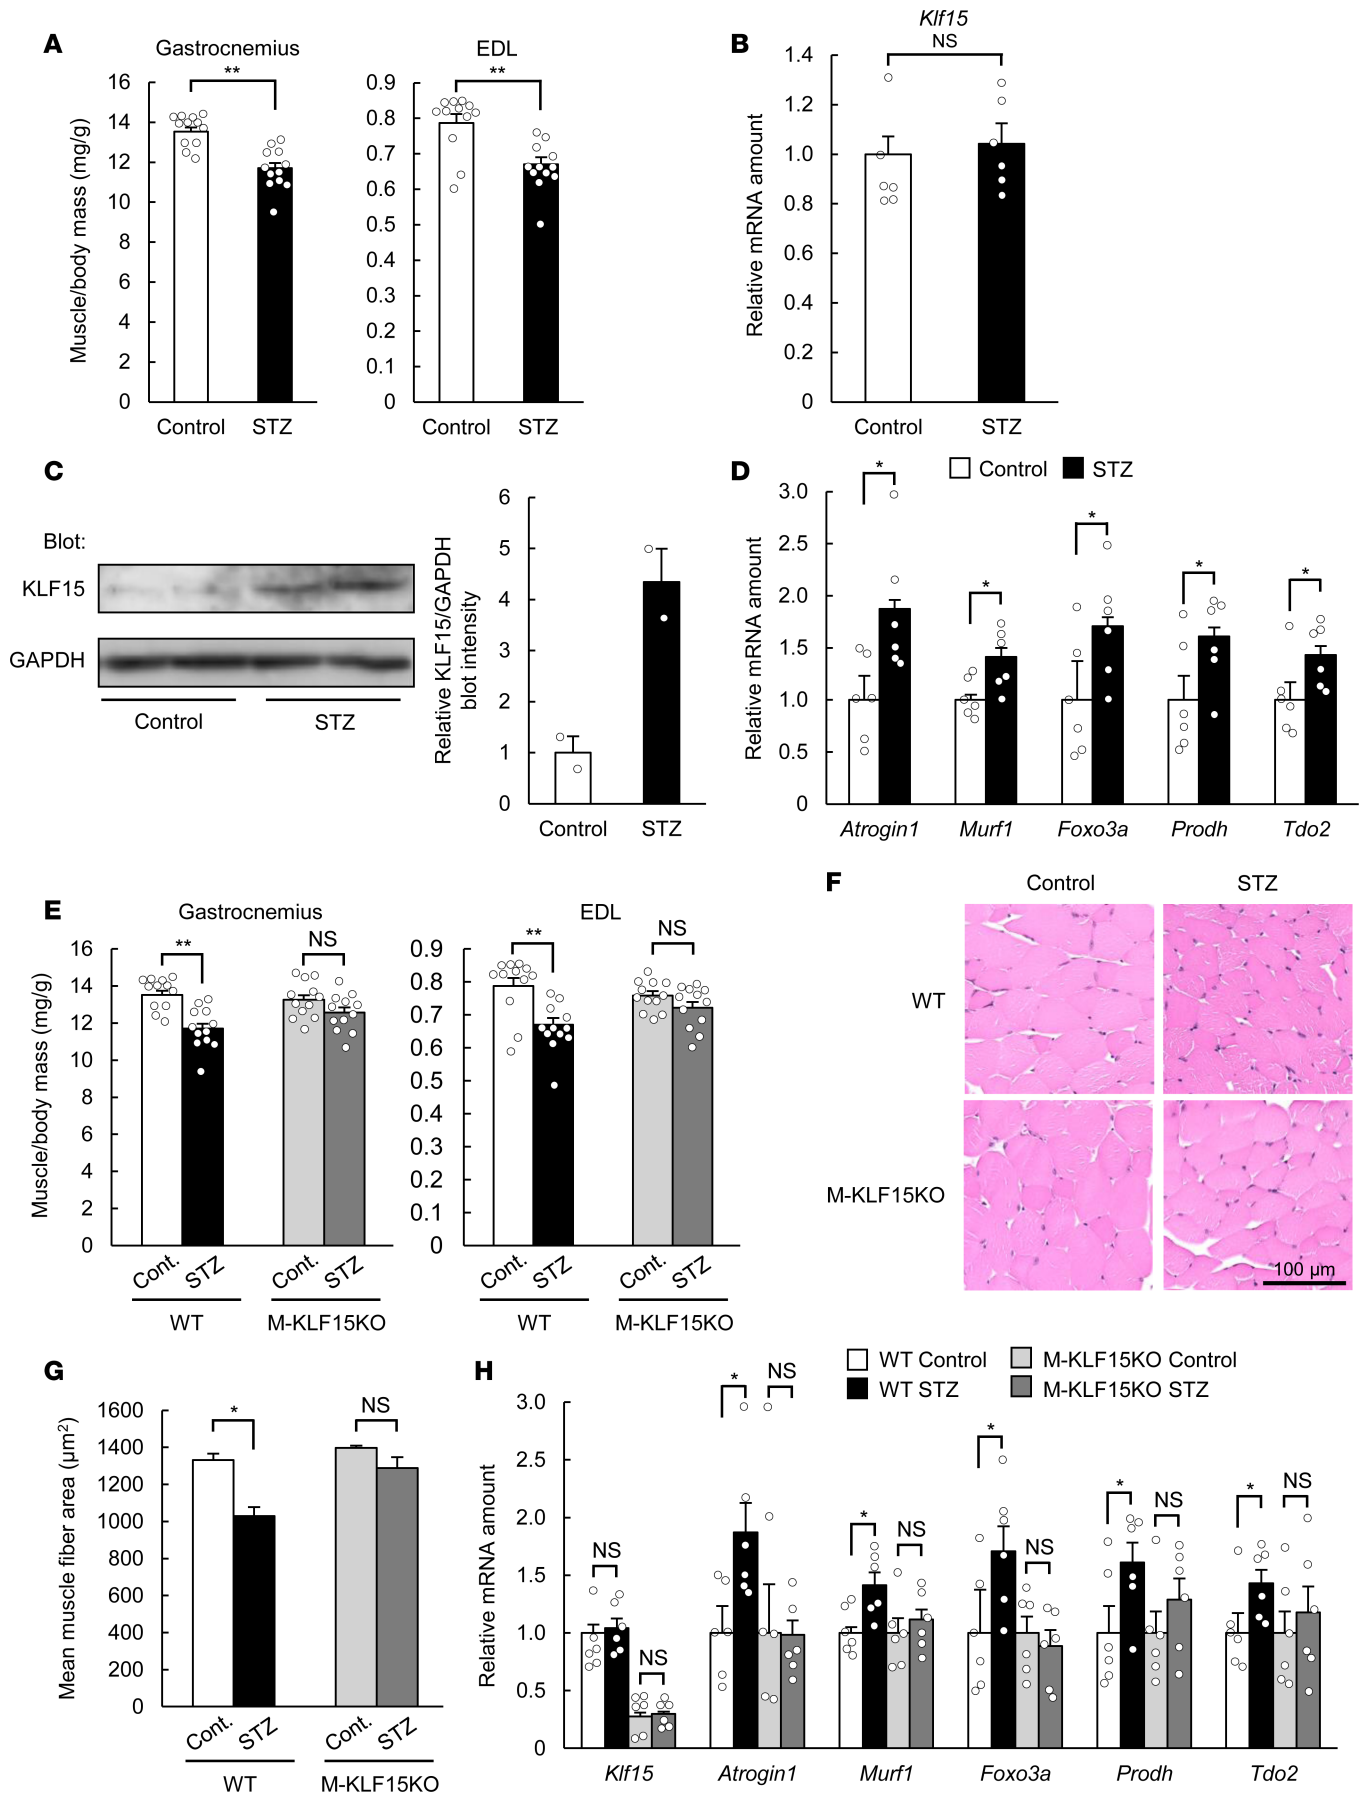 A
Gastrocnemius
EDL
**
**
Muscle/body mass (mg/g)
16
14
12
10
8
6
4
2
0
Control
STZ
0.9
0.8
0.7
0.6
0.5
0.4
0.3
0.2
0.1
0
Control
STZ
B
Klf15
NS
Relative mRNA amount
1.4
1.2
1.0
0.8
0.6
0.4
0.2
0
Control
STZ
C
Blot:
KLF15
GAPDH
Control
STZ
Relative KLF15/GAPDH
blot intensity
6
5
4
3
2
1
0
Control
STZ
D
Control
STZ
Relative mRNA amount
3.0
2.5
2.0
1.5
1.0
0.5
0
*
*
*
*
*
Atrogin1
Murf1
Foxo3a
Prodh
Tdo2
E
Gastrocnemius
EDL
**
NS
**
NS
Muscle/body mass (mg/g)
16
14
12
10
8
6
4
2
0
Cont.
STZ
Cont.
STZ
WT
M-KLF15KO
0.9
0.8
0.7
0.6
0.5
0.4
0.3
0.2
0.1
0
Cont.
STZ
Cont.
STZ
WT
M-KLF15KO
F
Control
STZ
WT
M-KLF15KO
100 µm
G
Mean muscle fiber area (µm2)
1600
1400
1200
1000
800
600
400
200
0
*
NS
Cont.
STZ
Cont.
STZ
WT
M-KLF15KO
H
WT Control
M-KLF15KO Control
WT STZ
M-KLF15KO STZ
Relative mRNA amount
3.0
2.5
2.0
1.5
1.0
0.5
0
NS
NS
*
NS
*
NS
*
NS
*
NS
*
NS
Klf15
Atrogin1
Murf1
Foxo3a
Prodh
Tdo2